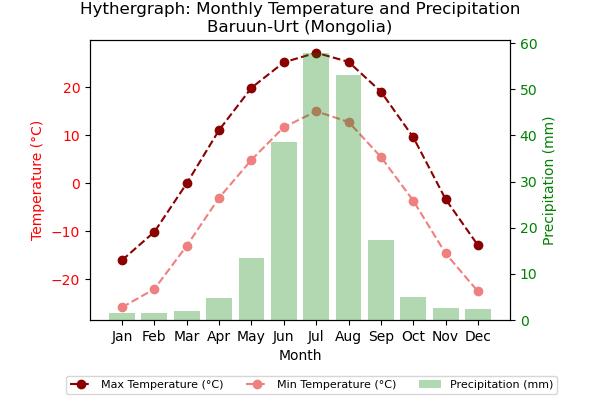 Hythergraph: Monthly Temperature and Precipitation
Baruun-Urt (Mongolia)
Temperature (°C)
20
10
0
−10
−20
60
50
40
30
20
10
0
Precipitation (mm)
Jan Feb Mar Apr May Jun Jul Aug Sep Oct Nov Dec
Month
Max Temperature (°C) Min Temperature (°C) Precipitation (mm)